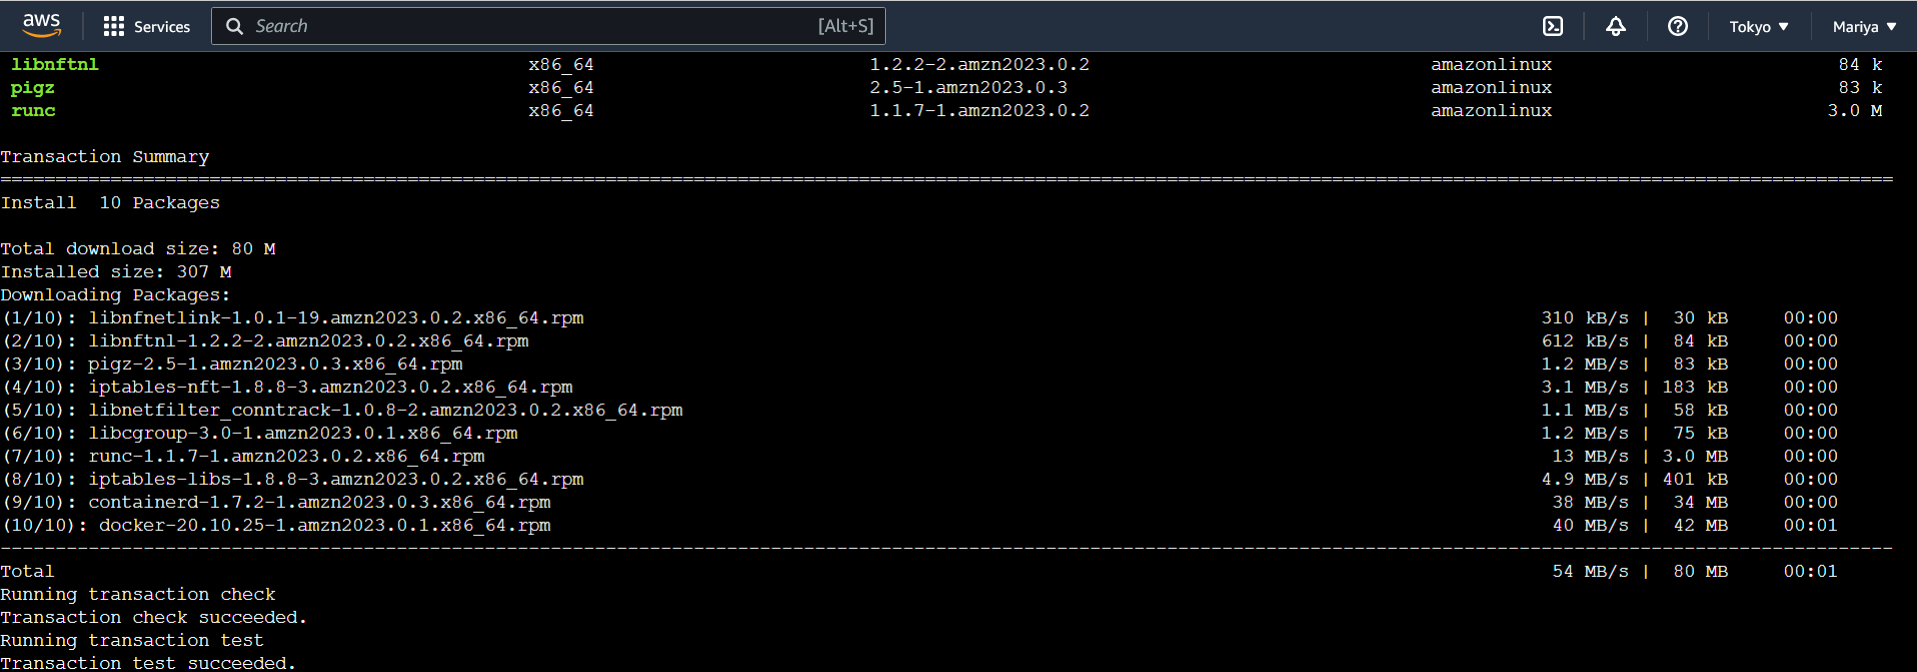 aws Services Search [Alt+S] Tokyo ▼ Mariya ▼
libnftnl x86_64 1.2.2-2.amzn2023.0.2 amazonlinux 84 k
pigz x86_64 2.5-1.amzn2023.0.3 amazonlinux 83 k
runc x86_64 1.1.7-1.amzn2023.0.2 amazonlinux 3.0 M
Transaction Summary
================================================================================
Install  10 Packages
Total download size: 80 M
Installed size: 307 M
Downloading Packages:
(1/10): libnfnetlink-1.0.1-19.amzn2023.0.2.x86_64.rpm 310 kB/s |  30 kB 00:00
(2/10): libnftnl-1.2.2-2.amzn2023.0.2.x86_64.rpm 612 kB/s |  84 kB 00:00
(3/10): pigz-2.5-1.amzn2023.0.3.x86_64.rpm 1.2 MB/s |  83 kB 00:00
(4/10): iptables-nft-1.8.8-3.amzn2023.0.2.x86_64.rpm 3.1 MB/s | 183 kB 00:00
(5/10): libnetfilter_conntrack-1.0.8-2.amzn2023.0.2.x86_64.rpm 1.1 MB/s |  58 kB 00:00
(6/10): libcgroup-3.0-1.amzn2023.0.1.x86_64.rpm 1.2 MB/s |  75 kB 00:00
(7/10): runc-1.1.7-1.amzn2023.0.2.x86_64.rpm 13 MB/s | 3.0 MB 00:00
(8/10): iptables-libs-1.8.8-3.amzn2023.0.2.x86_64.rpm 4.9 MB/s | 401 kB 00:00
(9/10): containerd-1.7.2-1.amzn2023.0.3.x86_64.rpm 38 MB/s |  34 MB 00:00
(10/10): docker-20.10.25-1.amzn2023.0.1.x86_64.rpm 40 MB/s |  42 MB 00:01
--------------------------------------------------------------------------------
Total 54 MB/s |  80 MB 00:01
Running transaction check
Transaction check succeeded.
Running transaction test
Transaction test succeeded.